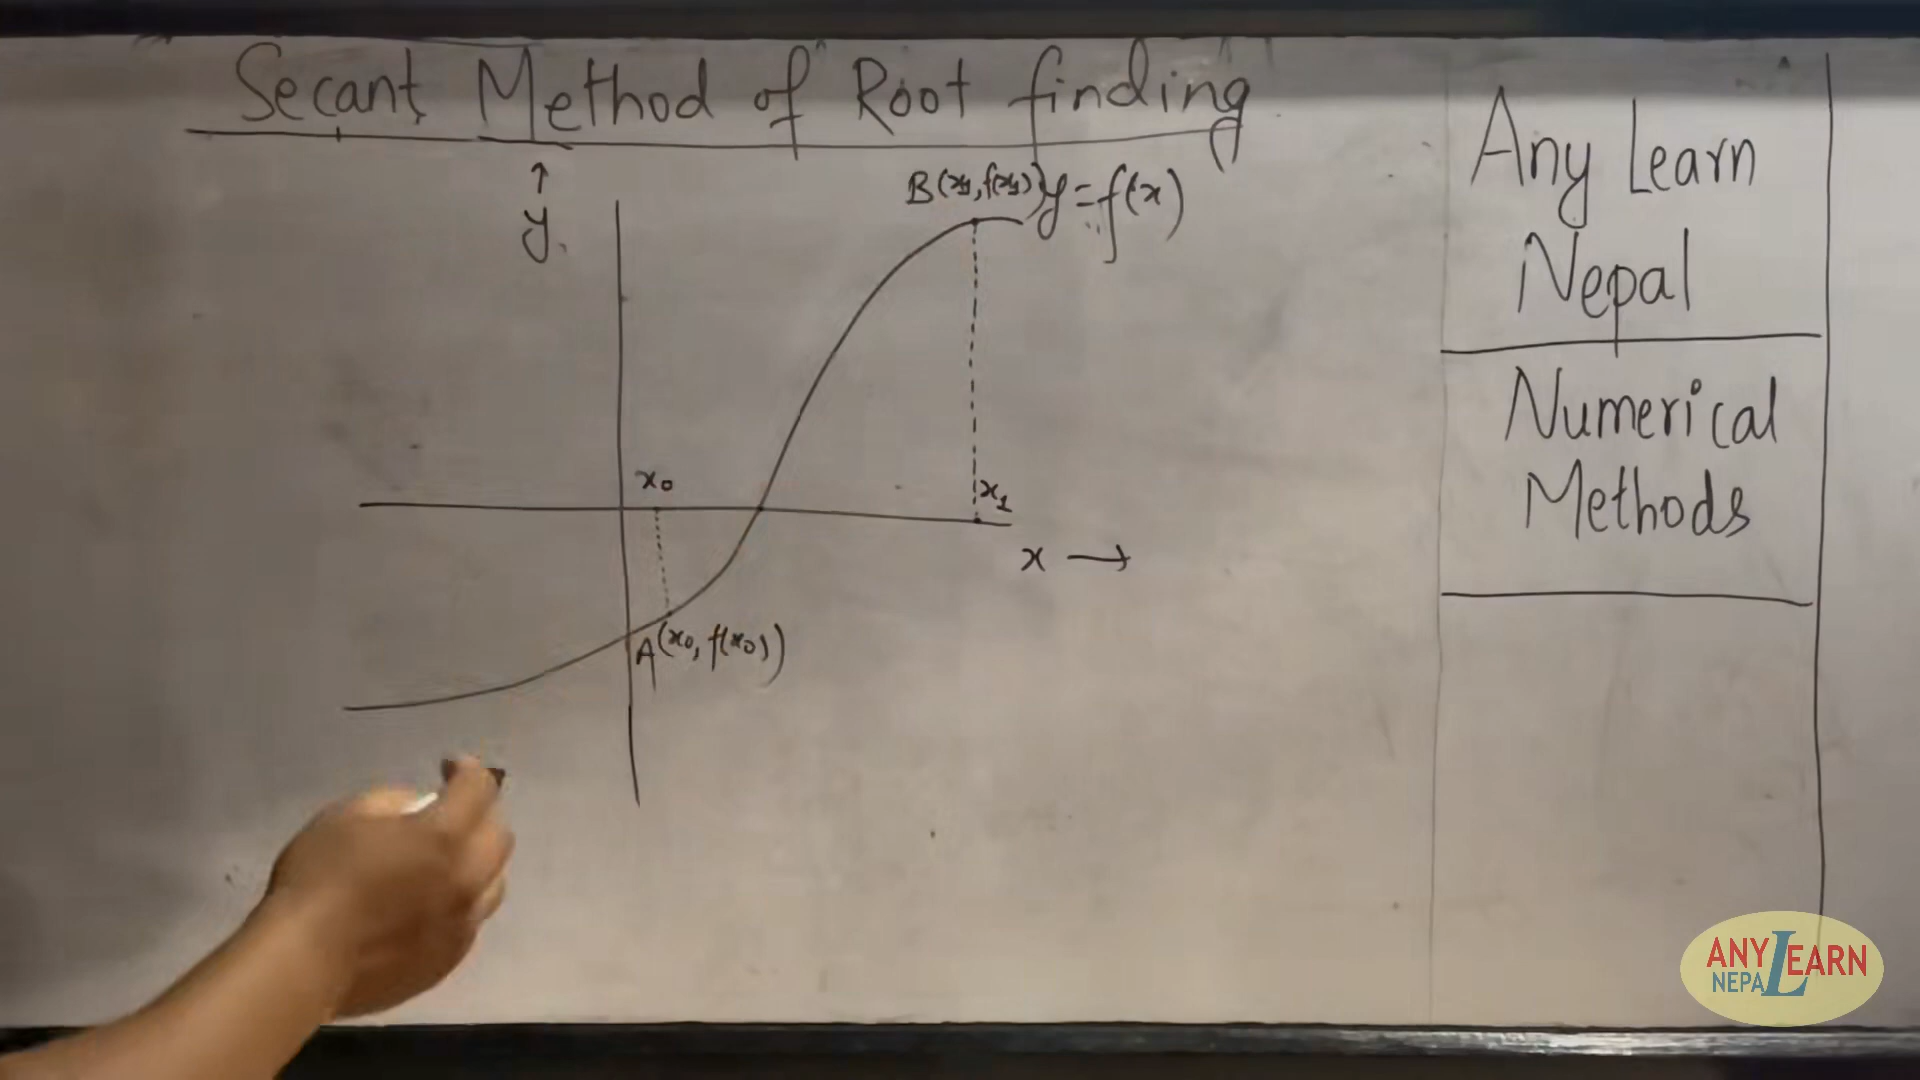 Secant Method of Root finding
↑
y
B(x₁, f(x₁)) y = f(x)
x₀
x₁
x →
A(x₀, f(x₀))
Any Learn
Nepal
Numerical
Methods
ANY LEARN
NEPAL